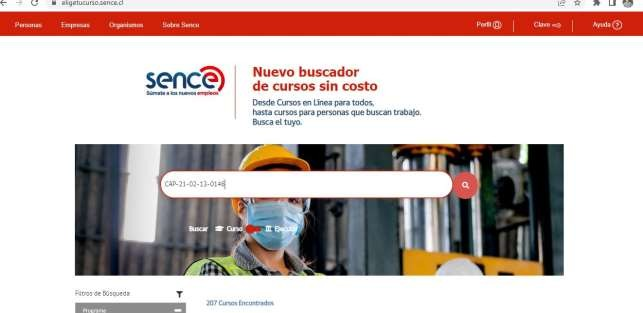 eligetucurso.sence.cl
Personas Empresas Organismos Sobre Sence Perfil Clave Ayuda
sence
Súmate a los nuevos empleos
Nuevo buscador
de cursos sin costo
Desde Cursos en Línea para todos,
hasta cursos para personas que buscan trabajo.
Busca el tuyo.
CAP-21-02-13-0146
Buscar Curso Ejecutor
Filtros de Búsqueda
207 Cursos Encontrados
Programa